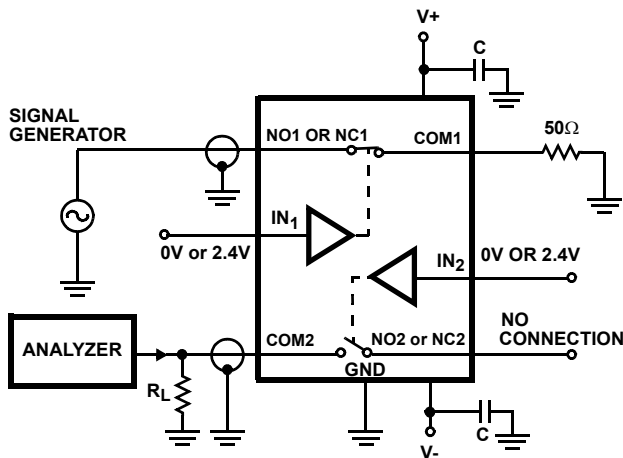 V+
C
SIGNAL
GENERATOR
NO1 OR NC1
COM1
50Ω
IN1
0V or 2.4V
IN2
0V OR 2.4V
ANALYZER
COM2
NO2 or NC2
NO
CONNECTION
GND
RL
C
V-